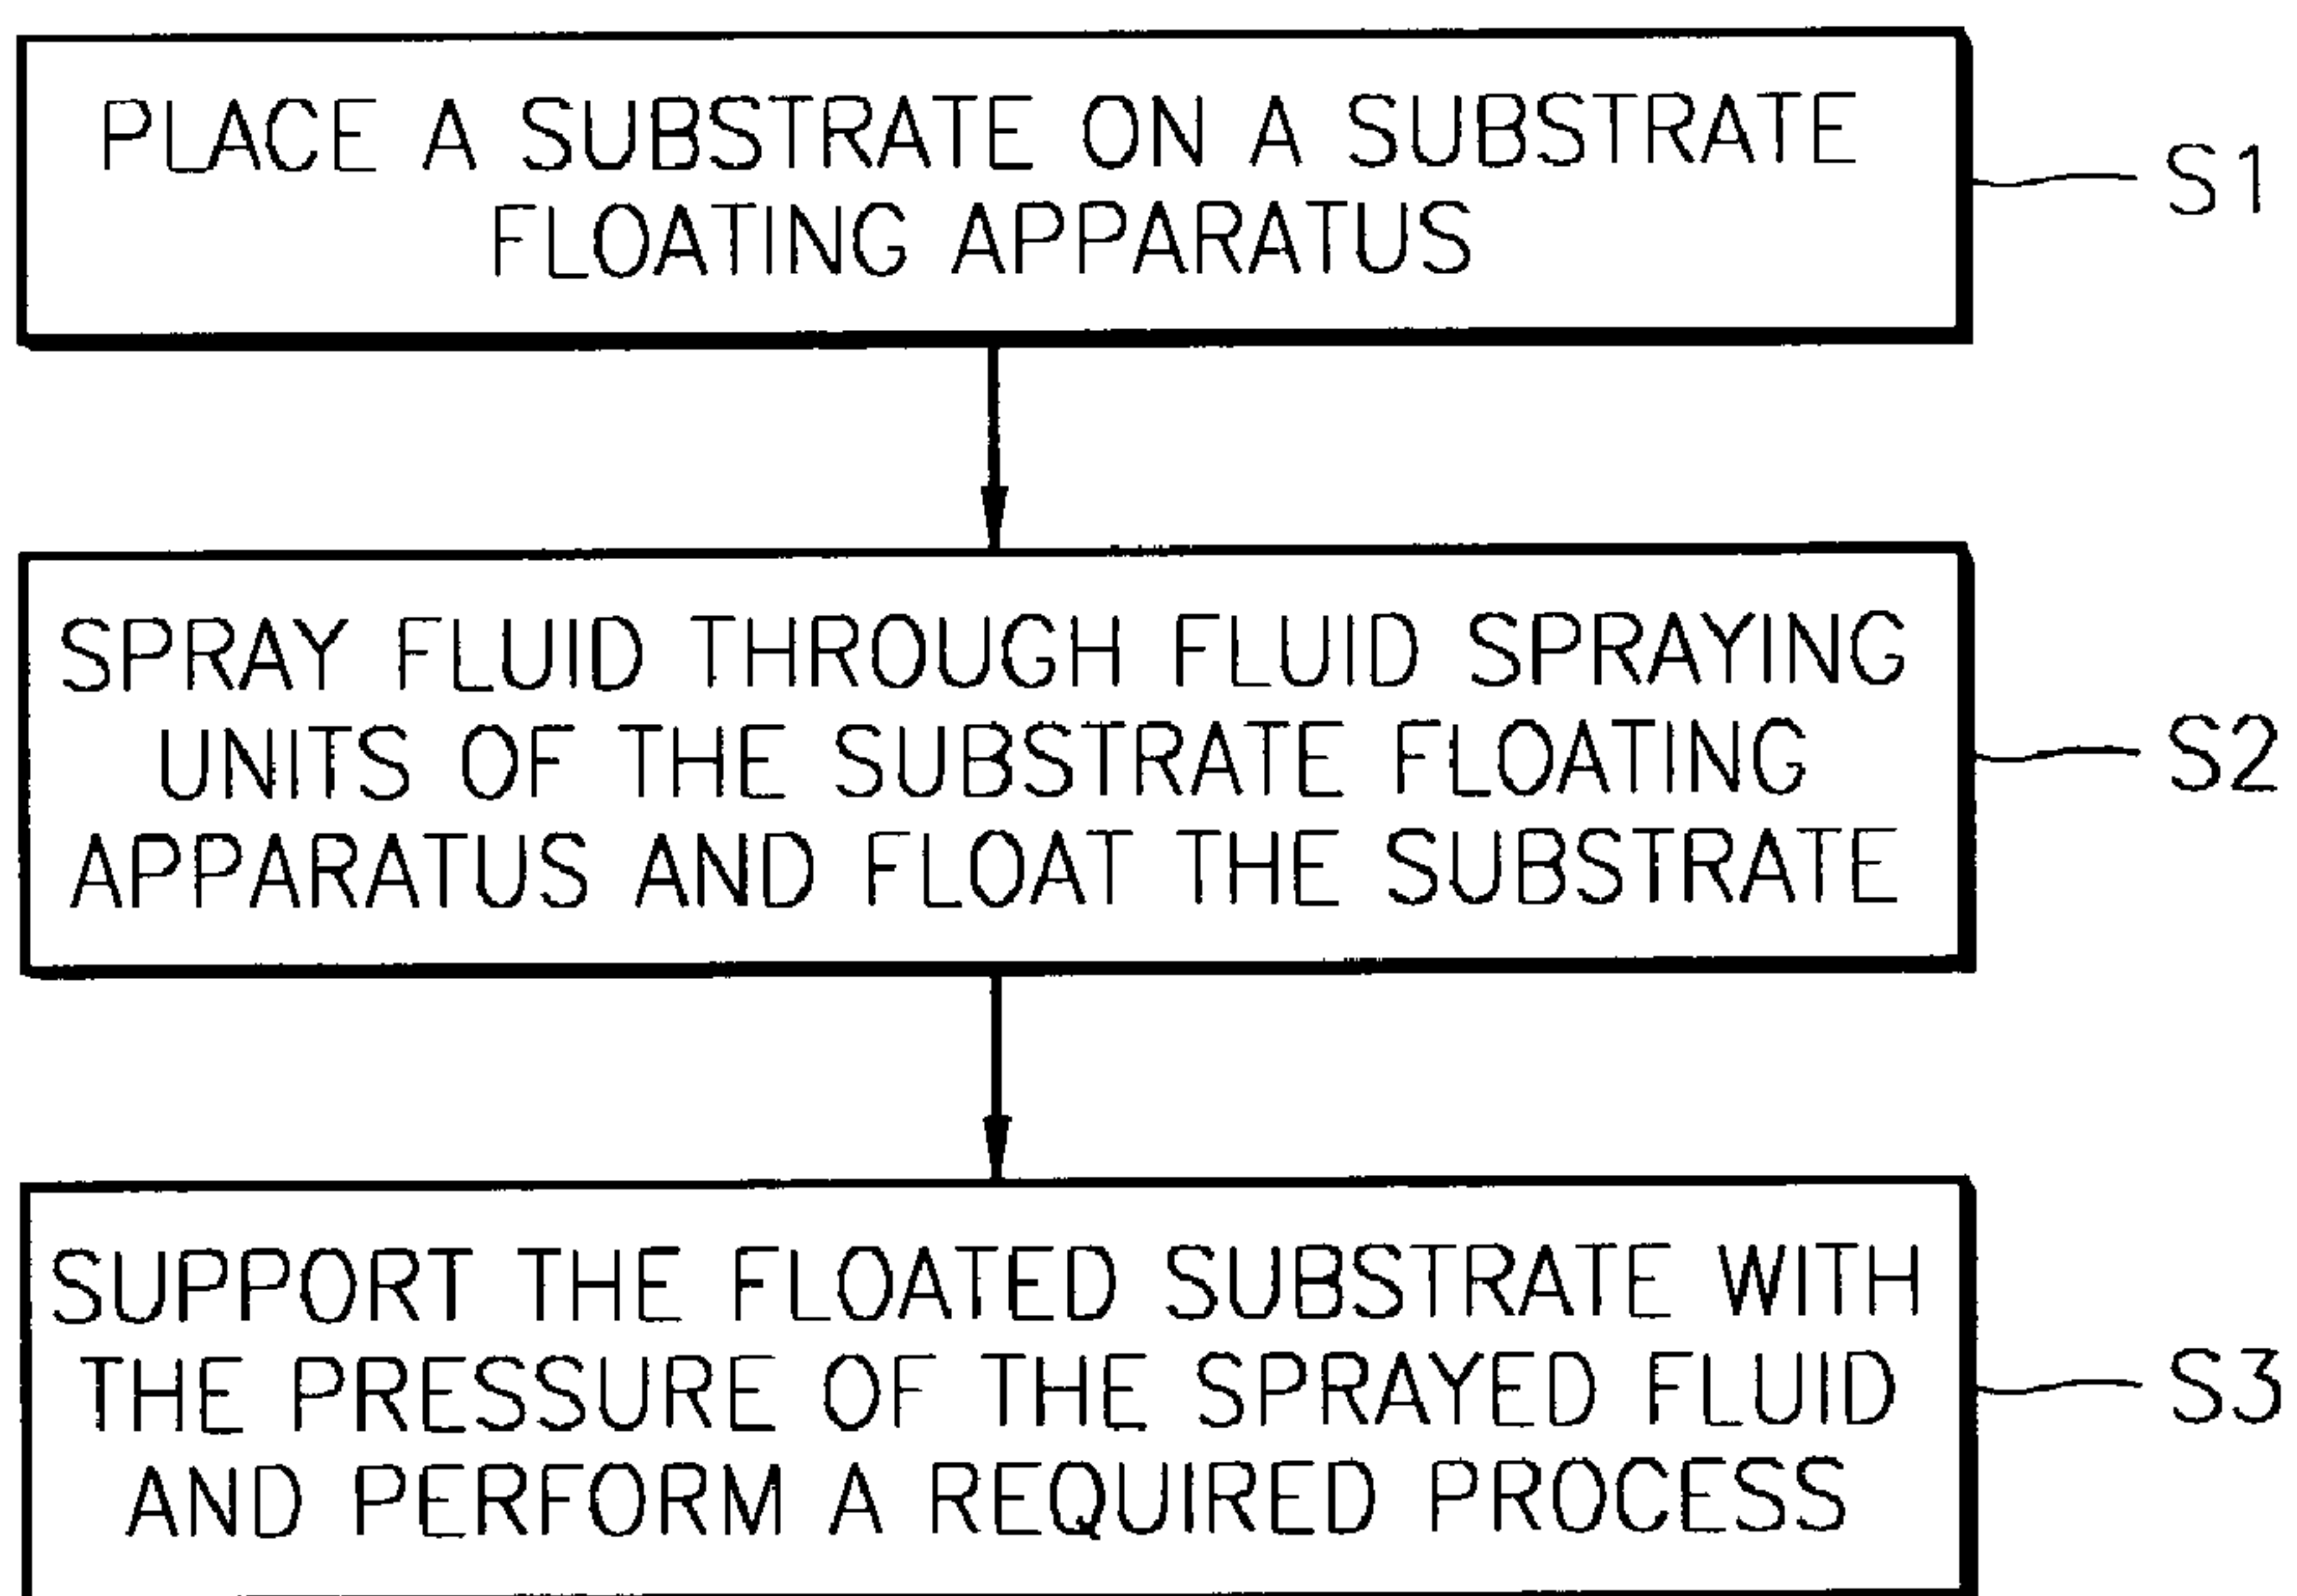 PLACE A SUBSTRATE ON A SUBSTRATE
FLOATING APPARATUS
S1
SPRAY FLUID THROUGH FLUID SPRAYING
UNITS OF THE SUBSTRATE FLOATING
APPARATUS AND FLOAT THE SUBSTRATE
S2
SUPPORT THE FLOATED SUBSTRATE WITH
THE PRESSURE OF THE SPRAYED FLUID
AND PERFORM A REQUIRED PROCESS
S3